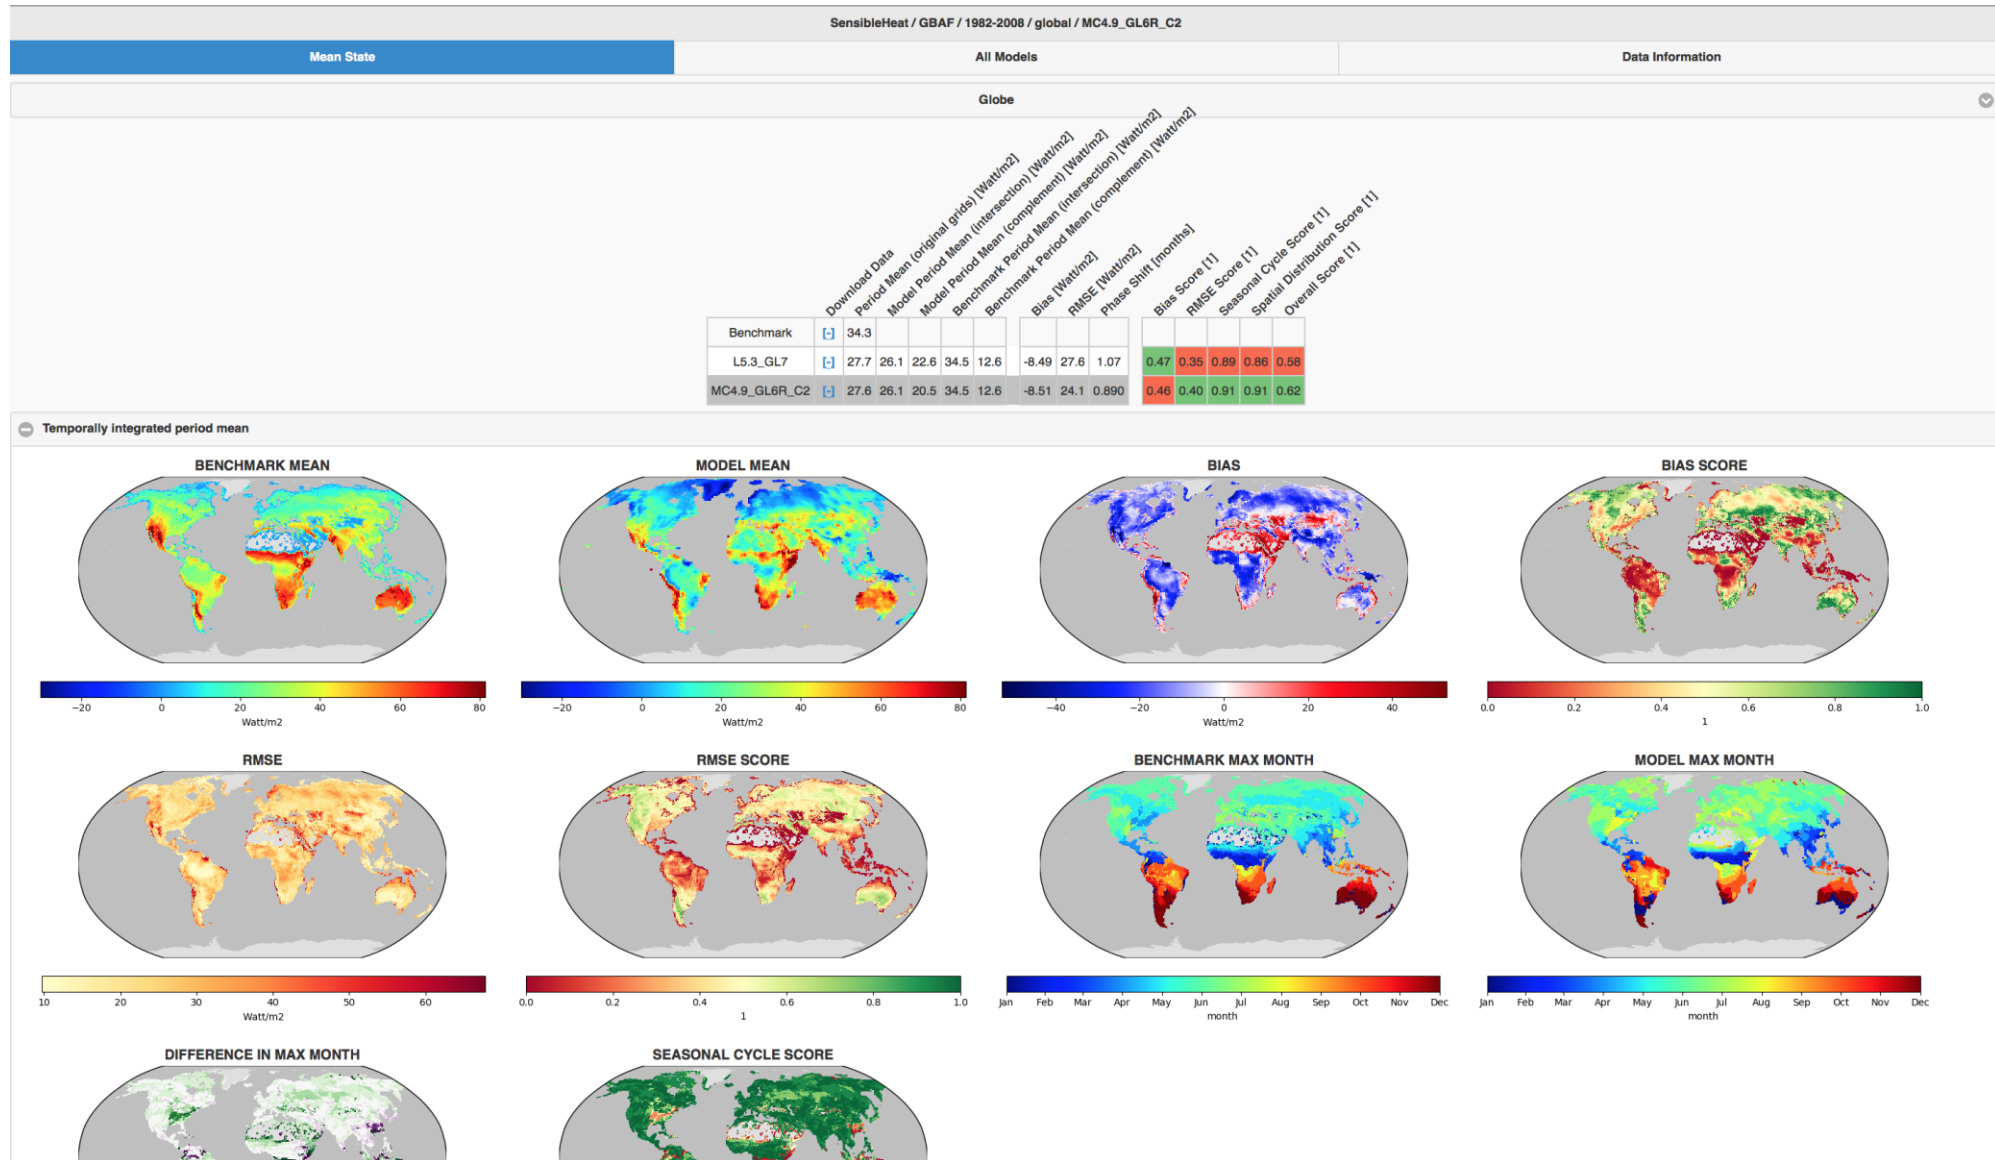 SensibleHeat / GBAF / 1982-2008 / global / MC4.9_GL6R_C2
Mean State All Models Data Information
Globe
Download Data
Period Mean (original grids) [Watt/m2]
Model Period Mean (intersection) [Watt/m2]
Model Period Mean (complement) [Watt/m2]
Benchmark Period Mean (intersection) [Watt/m2]
Benchmark Period Mean (complement) [Watt/m2]
Bias [Watt/m2]
RMSE [Watt/m2]
Phase Shift [months]
Bias Score [1]
RMSE Score [1]
Seasonal Cycle Score [1]
Spatial Distribution Score [1]
Overall Score [1]
Benchmark [-] 34.3
L5.3_GL7 [-] 27.7 26.1 22.6 34.5 12.6 -8.49 27.6 1.07 0.47 0.35 0.89 0.86 0.58
MC4.9_GL6R_C2 [-] 27.6 26.1 20.5 34.5 12.6 -8.51 24.1 0.890 0.46 0.40 0.91 0.91 0.62
Temporally integrated period mean
BENCHMARK MEAN MODEL MEAN BIAS BIAS SCORE
−20 0 20 40 60 80 −20 0 20 40 60 80 −40 −20 0 20 40 0.0 0.2 0.4 0.6 0.8 1.0
Watt/m2 Watt/m2 Watt/m2 1
RMSE RMSE SCORE BENCHMARK MAX MONTH MODEL MAX MONTH
10 20 30 40 50 60 0.0 0.2 0.4 0.6 0.8 1.0 Jan Feb Mar Apr May Jun Jul Aug Sep Oct Nov Dec Jan Feb Mar Apr May Jun Jul Aug Sep Oct Nov Dec
Watt/m2 1 month month
DIFFERENCE IN MAX MONTH SEASONAL CYCLE SCORE